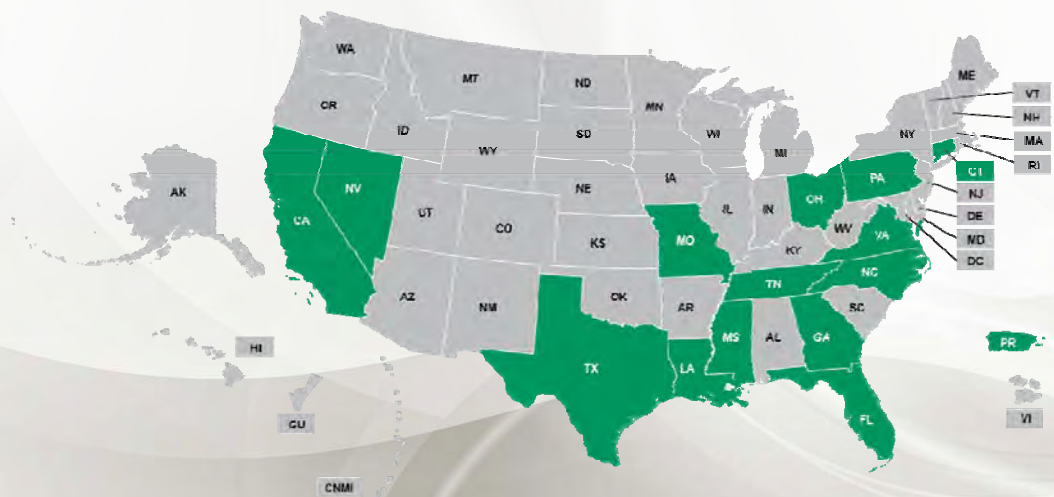 WA
MT
ND
MN
ME
VT
NH
MA
RI
CT
NJ
DE
MD
DC
OR
ID
WY
SD
WI
MI
NY
NE
IA
PA
NV
UT
CO
KS
MO
IL
IN
OH
WV
VA
KY
CA
AK
AZ
NM
OK
AR
TN
NC
SC
TX
LA
MS
AL
GA
FL
HI
GU
CNMI
PR
VI